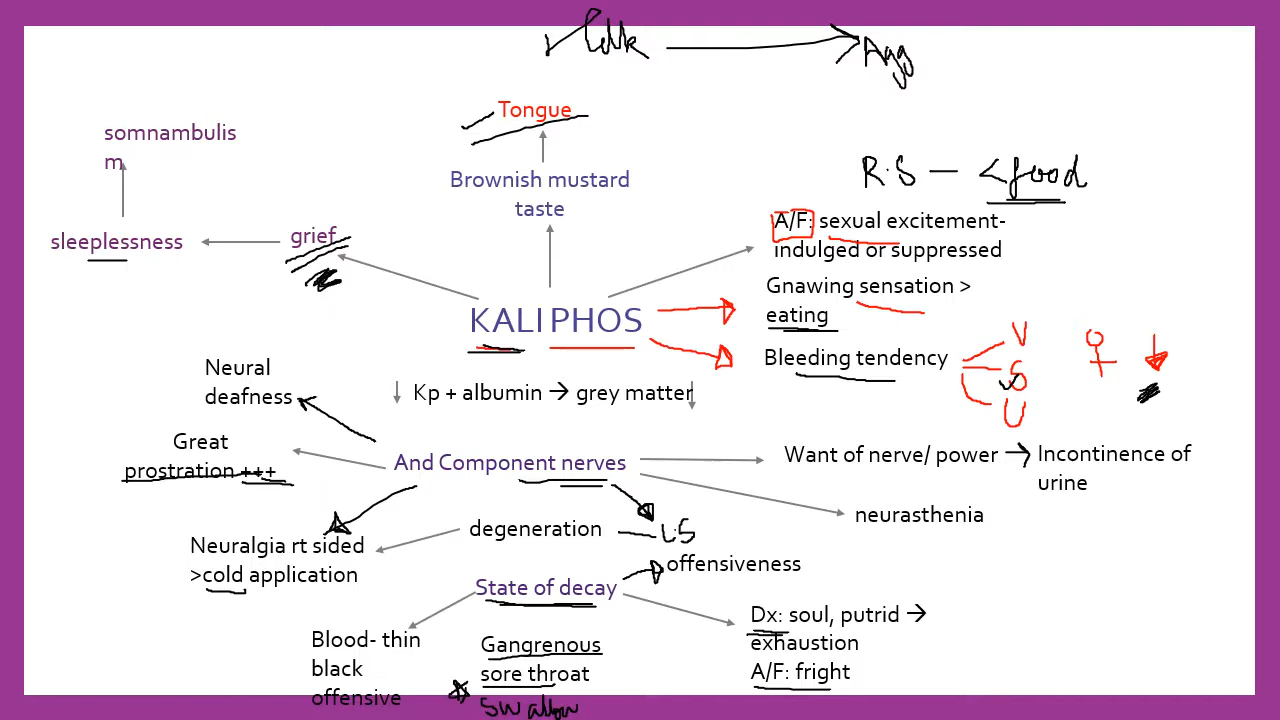 Talk → Agg
Tongue
somnambulis
m
Brownish mustard
taste
R.S — <food
A/F: sexual excitement-
indulged or suppressed
sleeplessness
grief
Gnawing sensation >
eating
KALI PHOS
Bleeding tendency
V
S
U
Neural
deafness
Kp + albumin → grey matter
Great
prostration +++
And Component nerves
Want of nerve/ power → Incontinence of
urine
neurasthenia
degeneration
L.S
Neuralgia rt sided
>cold application
offensiveness
State of decay
Dx: soul, putrid →
exhaustion
A/F: fright
Blood- thin
black
offensive
Gangrenous
sore throat
swallow